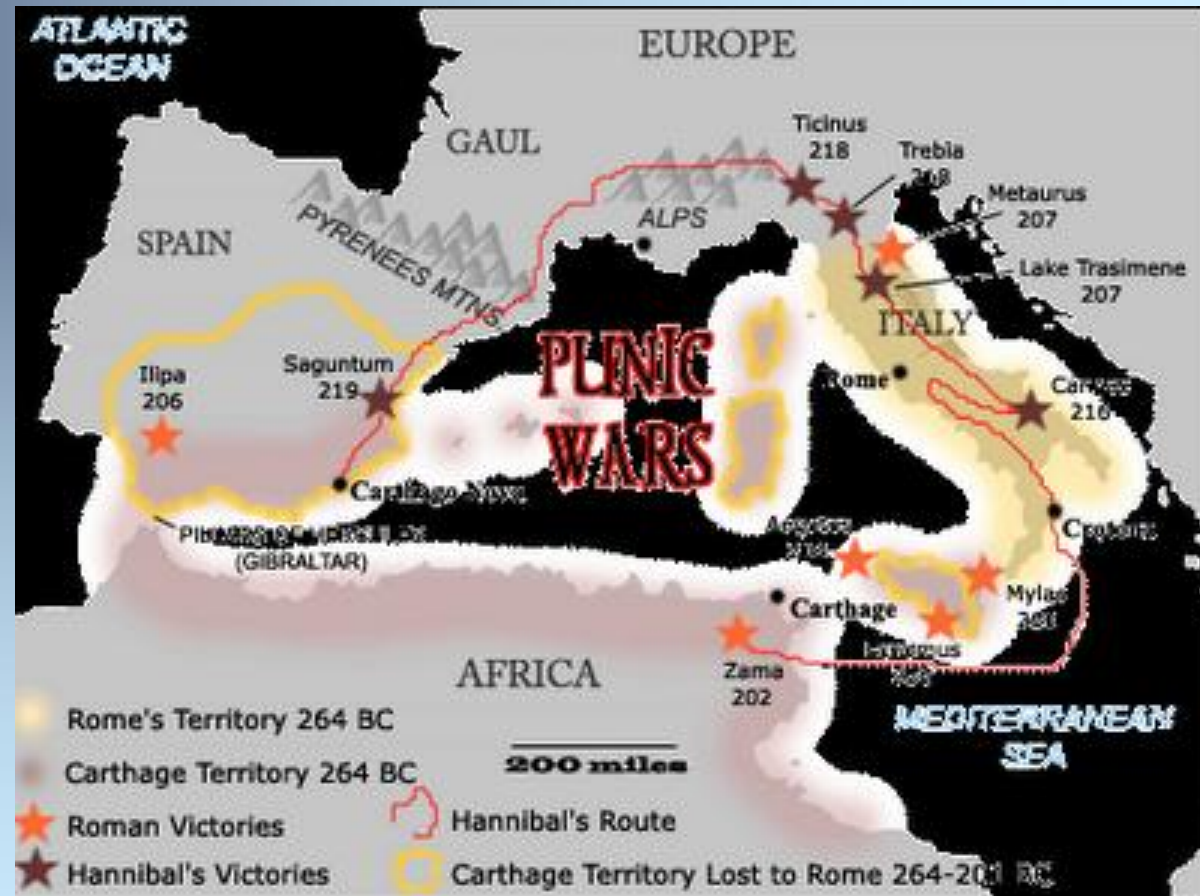 ATLANTIC
OCEAN
EUROPE
GAUL
Ticinus
218
Trebia
Metaurus
207
ALPS
PYRENEES MTNS
SPAIN
Lake Trasimene
207
ITALY
PUNIC
WARS
Saguntum
219
Ilipa
206
Rome
216
Carthago
(GIBRALTAR)
Carthage
Mylae
Zama
202
AFRICA
MEDITERRANEAN
SEA
200 miles
Rome's Territory 264 BC
Carthage Territory 264 BC
Roman Victories
Hannibal's Route
Hannibal's Victories
Carthage Territory Lost to Rome 264-201 BC